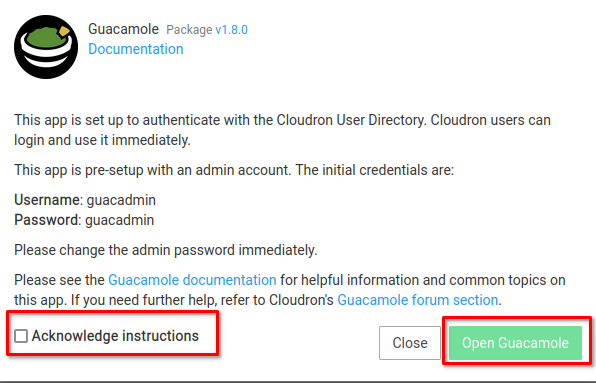 Guacamole Package v1.8.0
Documentation
This app is set up to authenticate with the Cloudron User Directory. Cloudron users can
login and use it immediately.
This app is pre-setup with an admin account. The initial credentials are:
Username: guacadmin
Password: guacadmin
Please change the admin password immediately.
Please see the Guacamole documentation for helpful information and common topics on
this app. If you need further help, refer to Cloudron's Guacamole forum section.
Acknowledge instructions
Close Open Guacamole